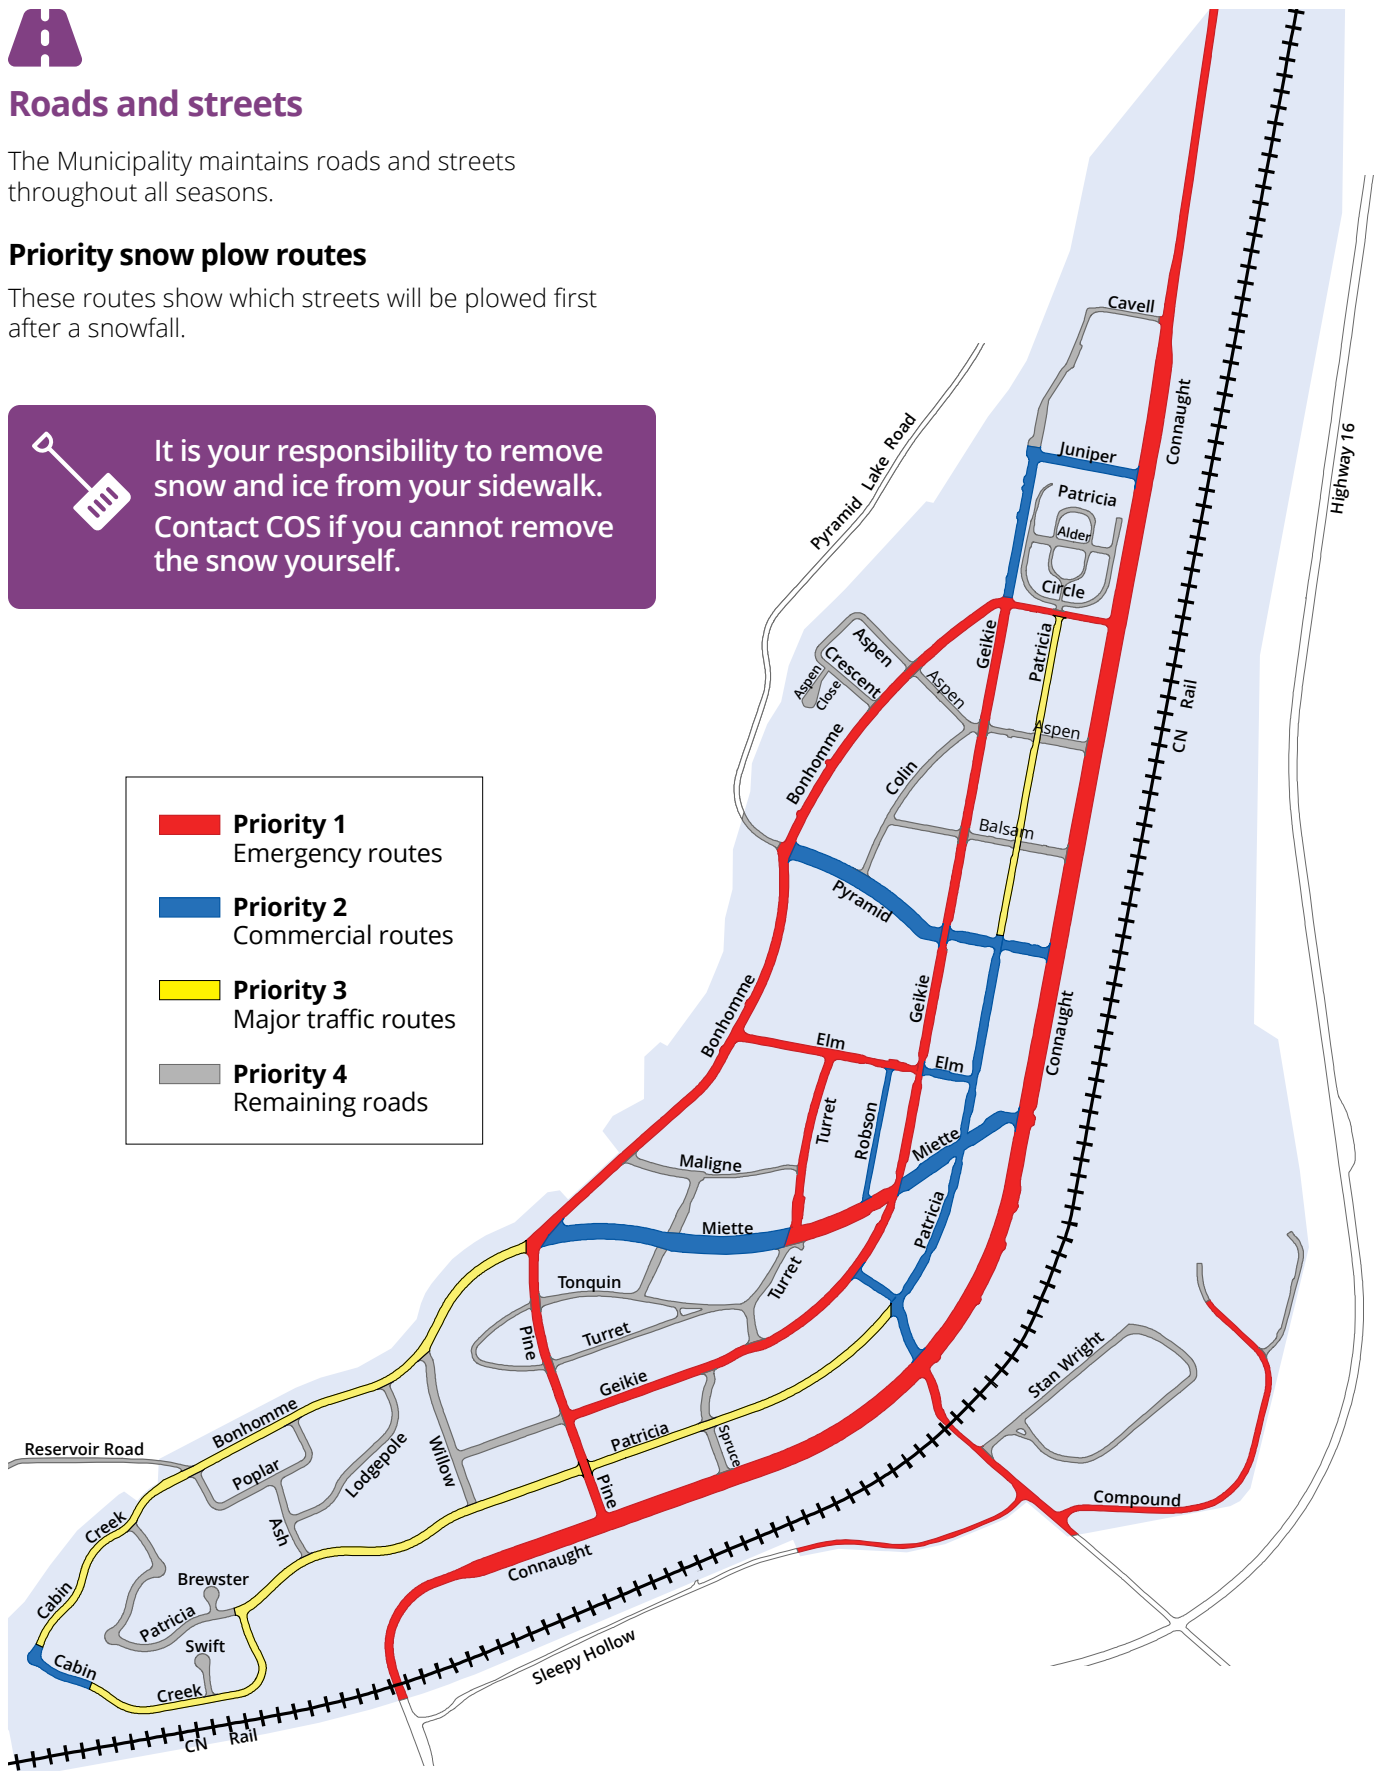 Roads and streets
The Municipality maintains roads and streets
throughout all seasons.
Priority snow plow routes
These routes show which streets will be plowed first
after a snowfall.
It is your responsibility to remove
snow and ice from your sidewalk.
Contact COS if you cannot remove
the snow yourself.
Priority 1
Emergency routes
Priority 2
Commercial routes
Priority 3
Major traffic routes
Priority 4
Remaining roads
Cavell
Connaught
Juniper
Patricia
Alder
Circle
Pyramid Lake Road
Highway 16
Geikie
Patricia
Aspen
Crescent
Aspen
Close
Aspen
Aspen
CN Rail
Bonhomme
Colin
Balsam
Pyramid
Geikie
Connaught
Bonhomme
Elm
Elm
Turret
Robson
Miette
Maligne
Miette
Patricia
Tonquin
Turret
Pine
Turret
Geikie
Stan Wright
Bonhomme
Reservoir Road
Patricia
Spruce
Poplar
Lodgepole
Willow
Pine
Compound
Ash
Creek
Cabin
Connaught
Brewster
Patricia
Swift
Cabin
Creek
Sleepy Hollow
CN Rail